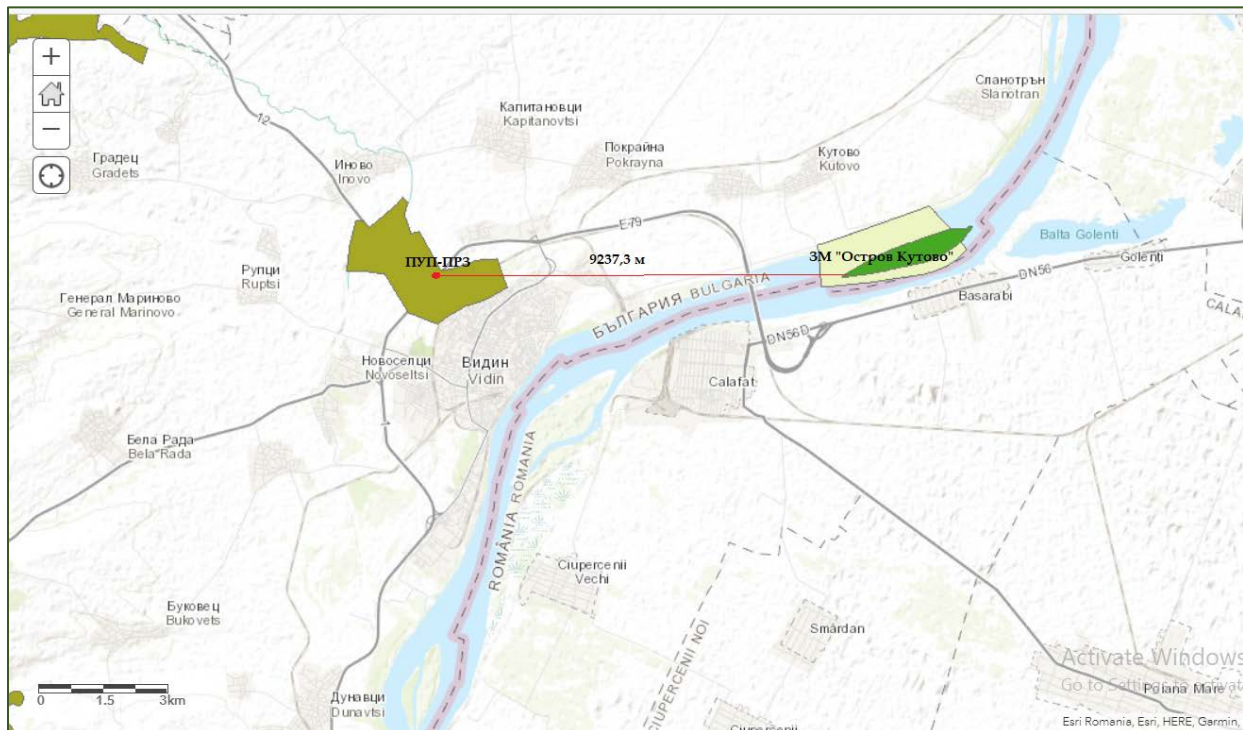 Сланотрън
Slanotran
Капитановци
Kapitanovtsi
12
Покрайна
Pokrayna
Кутово
Kutovo
Градец
Gradets
Иново
Inovo
E-79
Balta Golenti
ПУП-ПРЗ
9237,3 м
ЗМ "Остров Кутово"
Golenti
Рупци
Ruptsi
DN56
Basarabi
Генерал Мариново
General Marinovo
БЪЛГАРИЯ BULGARIA
CALA
DN56D
Новоселци
Novoseltsi
Видин
Vidin
Calafat
1
Бела Рада
Bela Rada
ROMÂNIA ROMANIA
Ciupercenii
Vechi
Буковец
Bukovets
Smârdan
CIUPERCENII NOI
Activate Windows
Go to Settings to activate
Poiana Mare
0 1.5 3km
Дунавци
Dunavtsi
Ciupercenii
Esri Romania, Esri, HERE, Garmin,